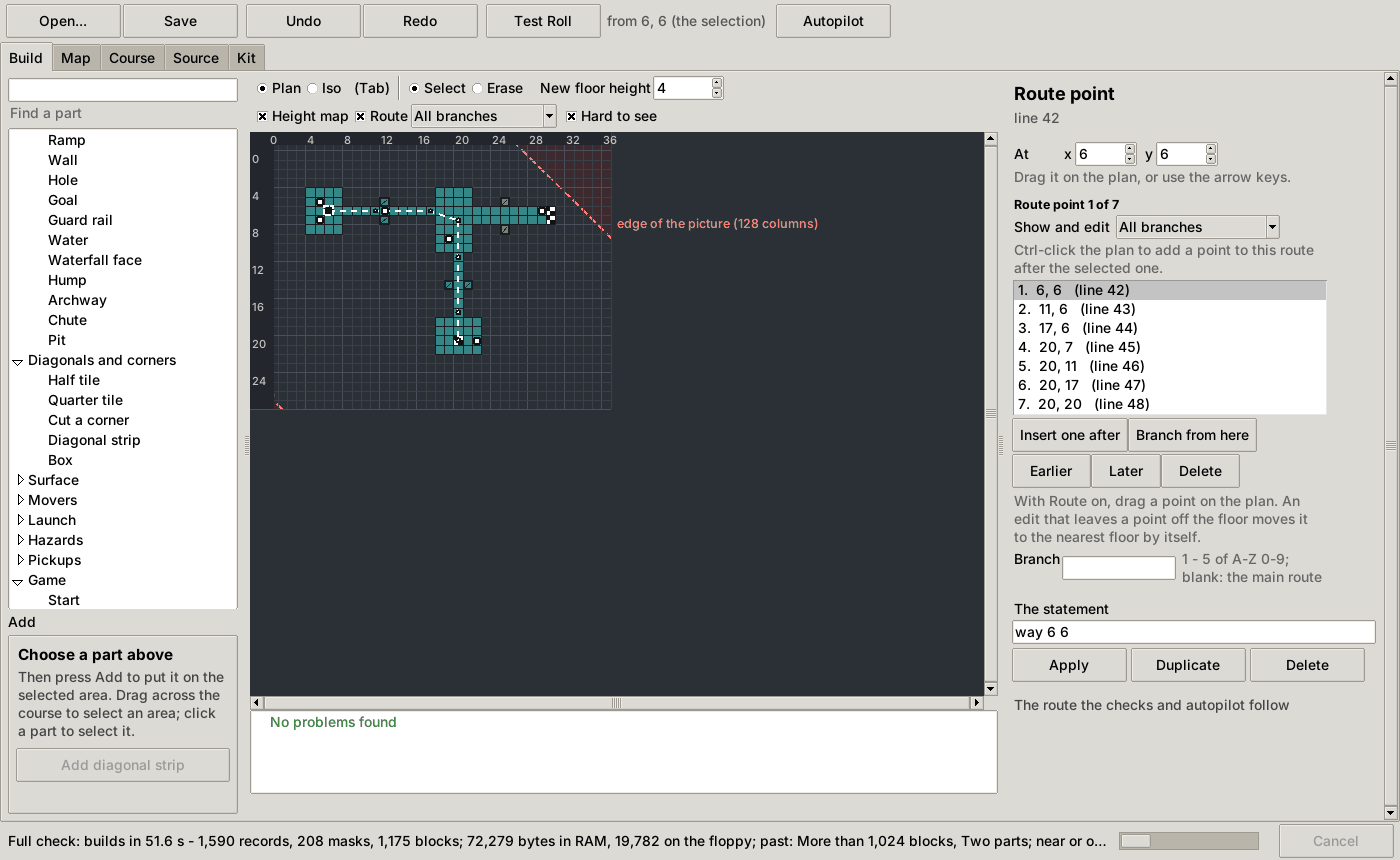 Open...
Save
Undo
Redo
Test Roll
from 6, 6 (the selection)
Autopilot
Build
Map
Course
Source
Kit
Find a part
Ramp
Wall
Hole
Goal
Guard rail
Water
Waterfall face
Hump
Archway
Chute
Pit
Diagonals and corners
Half tile
Quarter tile
Cut a corner
Diagonal strip
Box
Surface
Movers
Launch
Hazards
Pickups
Game
Start
Add
Choose a part above
Then press Add to put it on the
selected area. Drag across the
course to select an area; click
a part to select it.
Add diagonal strip
Plan Iso (Tab) Select Erase New floor height 4
Height map Route All branches Hard to see
0 4 8 12 16 20 24 28 32 36
0
4
8
12
16
20
24
edge of the picture (128 columns)
No problems found
Route point
line 42
At x 6 y 6
Drag it on the plan, or use the arrow keys.
Route point 1 of 7
Show and edit All branches
Ctrl-click the plan to add a point to this route
after the selected one.
1. 6, 6 (line 42)
2. 11, 6 (line 43)
3. 17, 6 (line 44)
4. 20, 7 (line 45)
5. 20, 11 (line 46)
6. 20, 17 (line 47)
7. 20, 20 (line 48)
Insert one after
Branch from here
Earlier
Later
Delete
With Route on, drag a point on the plan. An
edit that leaves a point off the floor moves it
to the nearest floor by itself.
Branch
1 - 5 of A-Z 0-9;
blank: the main route
The statement
way 6 6
Apply
Duplicate
Delete
The route the checks and autopilot follow
Full check: builds in 51.6 s - 1,590 records, 208 masks, 1,175 blocks; 72,279 bytes in RAM, 19,782 on the floppy; past: More than 1,024 blocks, Two parts; near or o...
Cancel